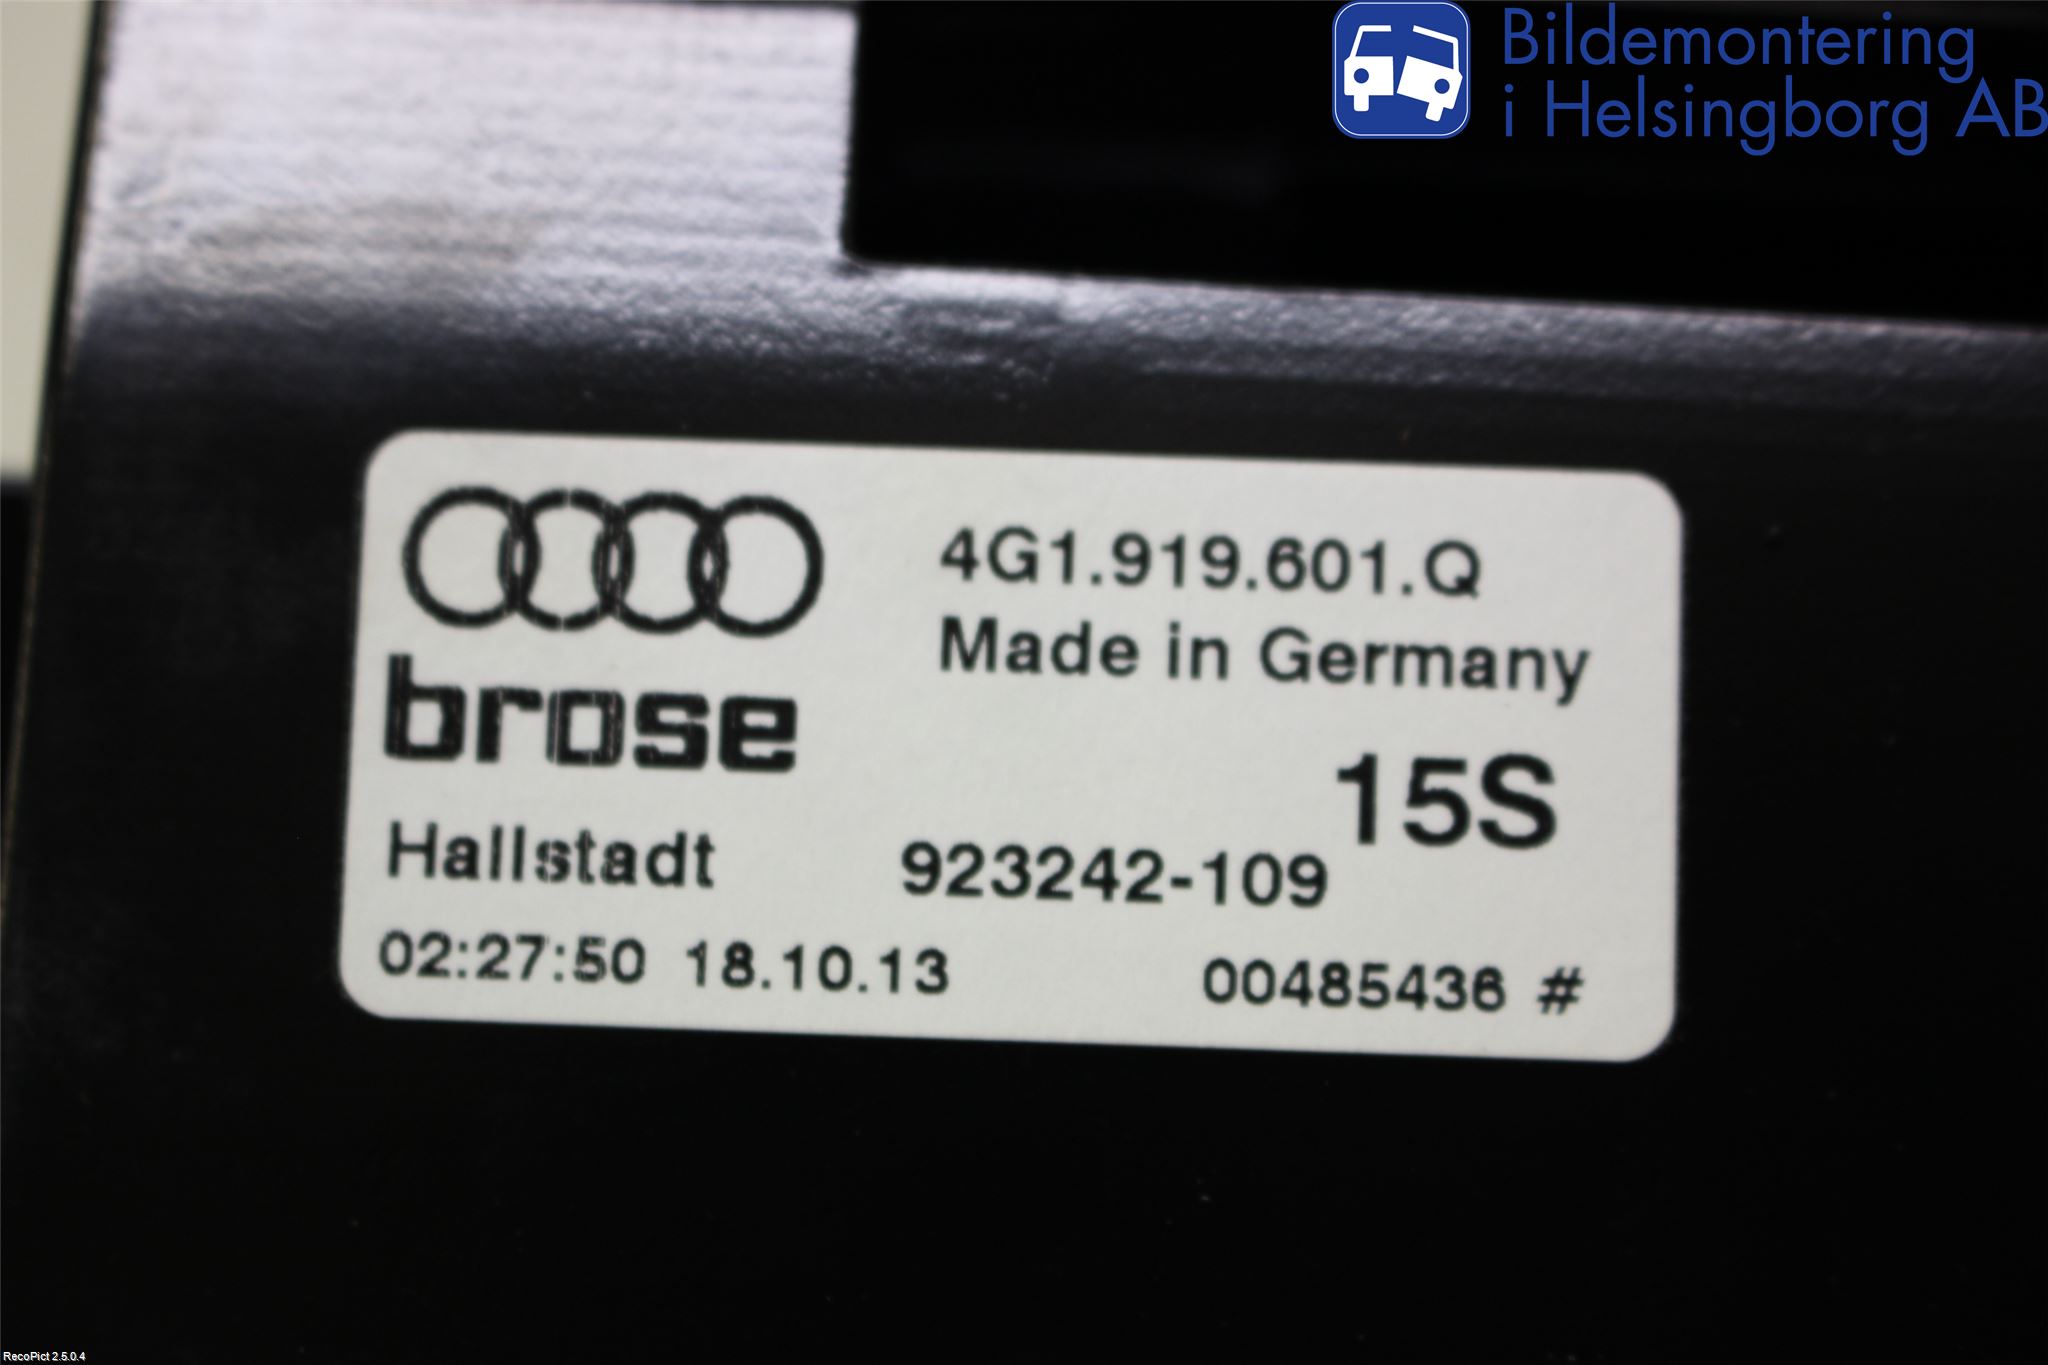 Bildemontering
i Helsingborg AB
4G1.919.601.Q
Made in Germany
brose
15S
Hallstadt 923242-109
02:27:50 18.10.13 00485436 #
RecoPict 2.5.0.4